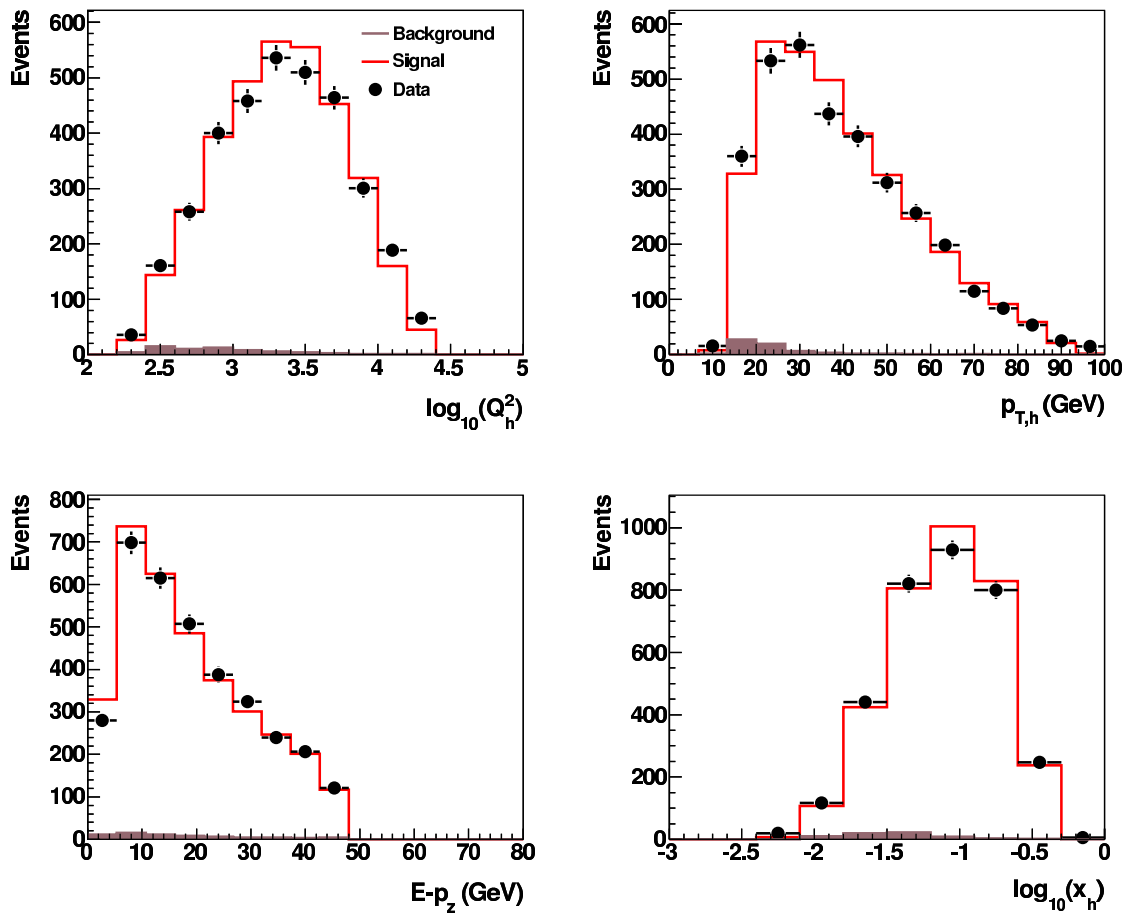 Events
600
500
400
300
200
100
0
Background
Signal
Data
2 2.5 3 3.5 4 4.5 5
log₁₀(Q²ₕ)
Events
600
500
400
300
200
100
0
0 10 20 30 40 50 60 70 80 90 100
p_T,h (GeV)
Events
800
700
600
500
400
300
200
100
0
0 10 20 30 40 50 60 70 80
E-p_z (GeV)
Events
1000
800
600
400
200
0
-3 -2.5 -2 -1.5 -1 -0.5 0
log₁₀(xₕ)